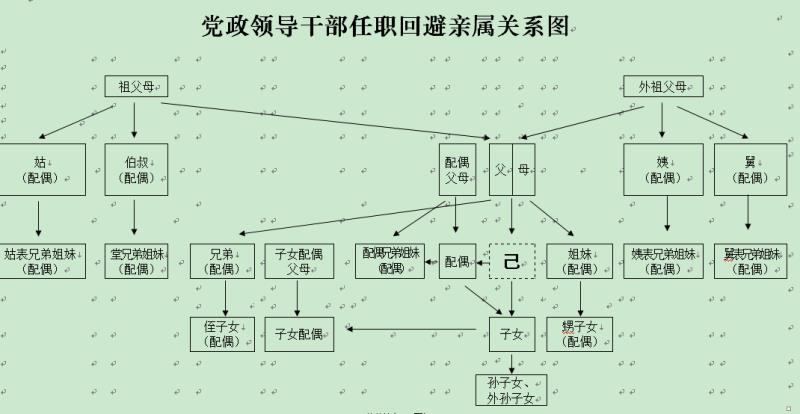 党政领导干部任职回避亲属关系图
祖父母
外祖父母
姑
（配偶）
伯叔
（配偶）
配偶
父母
父
母
姨
（配偶）
舅
（配偶）
姑表兄弟姐妹
（配偶）
堂兄弟姐妹
（配偶）
兄弟
（配偶）
子女配偶
父母
配偶兄弟姐妹
（配偶）
配偶
己
姐妹
（配偶）
姨表兄弟姐妹
（配偶）
舅表兄弟姐妹
（配偶）
侄子女
（配偶）
子女配偶
子女
甥子女
（配偶）
孙子女、
外孙子女